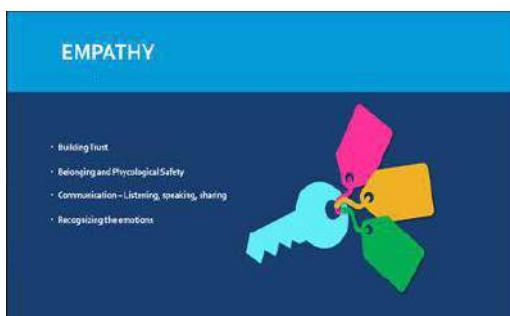 EMPATHY
• Building Trust
• Belonging and Phycological Safety
• Communication – Listening, speaking, sharing
• Recognizing the emotions